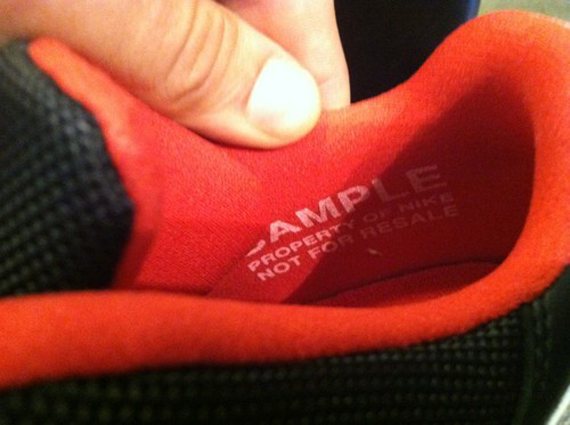 SAMPLE
PROPERTY OF NIKE
NOT FOR RESALE